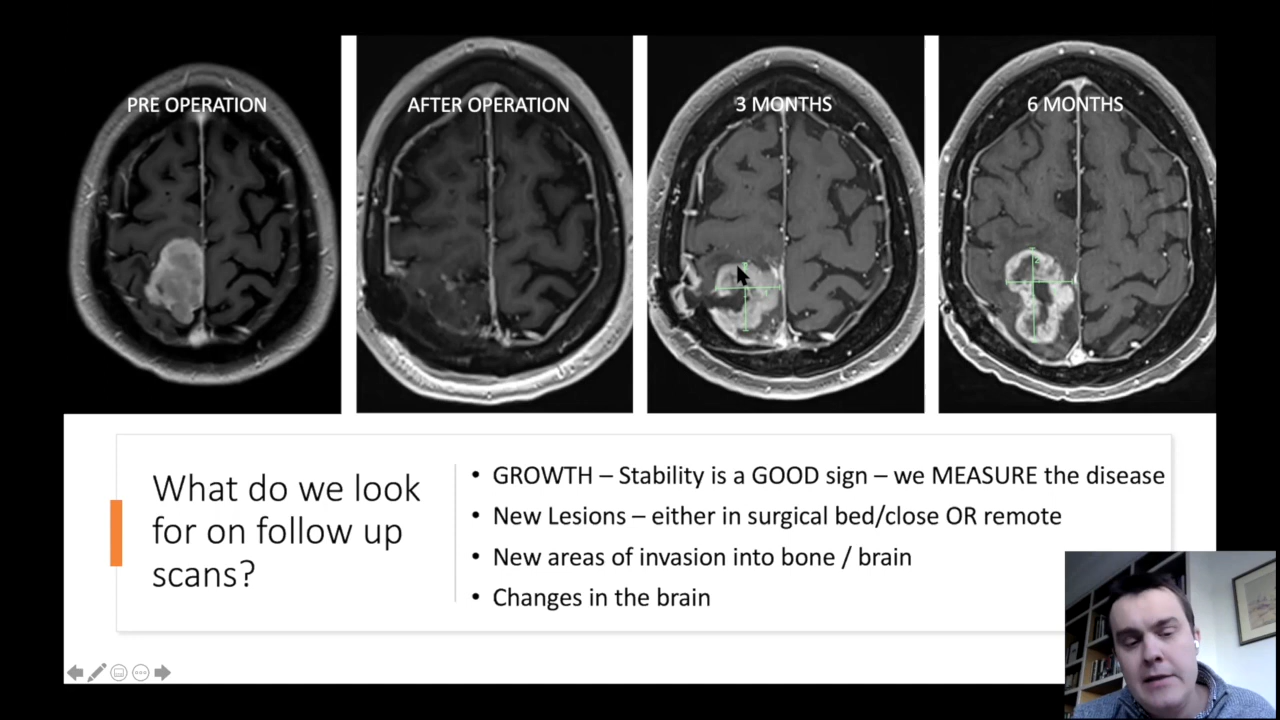 PRE OPERATION
AFTER OPERATION
3 MONTHS
6 MONTHS
What do we look
for on follow up
scans?
• GROWTH – Stability is a GOOD sign – we MEASURE the disease
• New Lesions – either in surgical bed/close OR remote
• New areas of invasion into bone / brain
• Changes in the brain